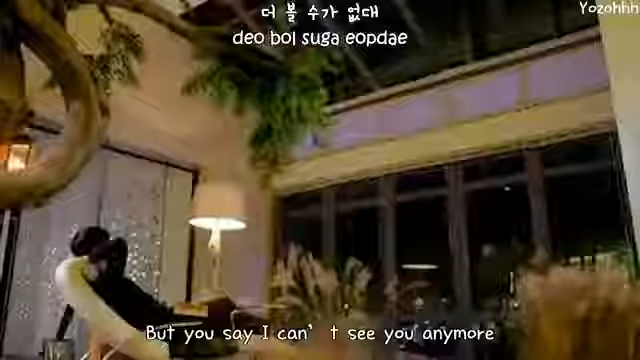 더 볼 수가 없대
Yozohhh
deo bol suga eopdae
But you say I can't see you anymore